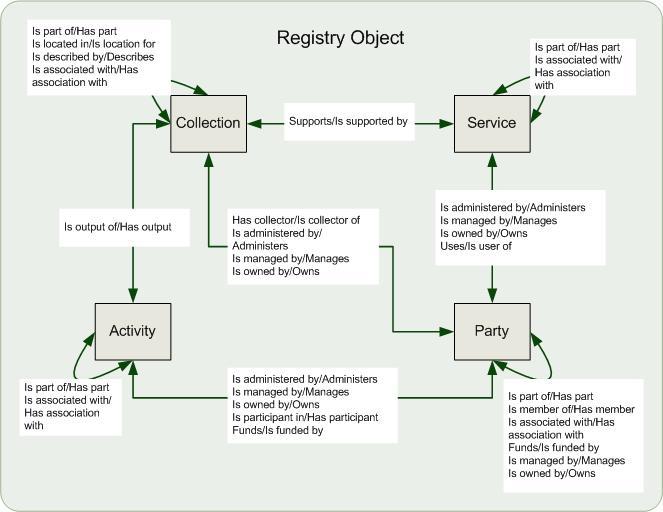 Registry Object
Is part of/Has part
Is located in/Is location for
Is described by/Describes
Is associated with/Has
association with
Is part of/Has part
Is associated with/
Has association
with
Collection
Supports/Is supported by
Service
Is output of/Has output
Has collector/Is collector of
Is administered by/
Administers
Is managed by/Manages
Is owned by/Owns
Is administered by/Administers
Is managed by/Manages
Is owned by/Owns
Uses/Is user of
Activity
Party
Is part of/Has part
Is associated with/
Has association
with
Is administered by/Administers
Is managed by/Manages
Is owned by/Owns
Is participant in/Has participant
Funds/Is funded by
Is part of/Has part
Is member of/Has member
Is associated with/Has
association with
Funds/Is funded by
Is managed by/Manages
Is owned by/Owns